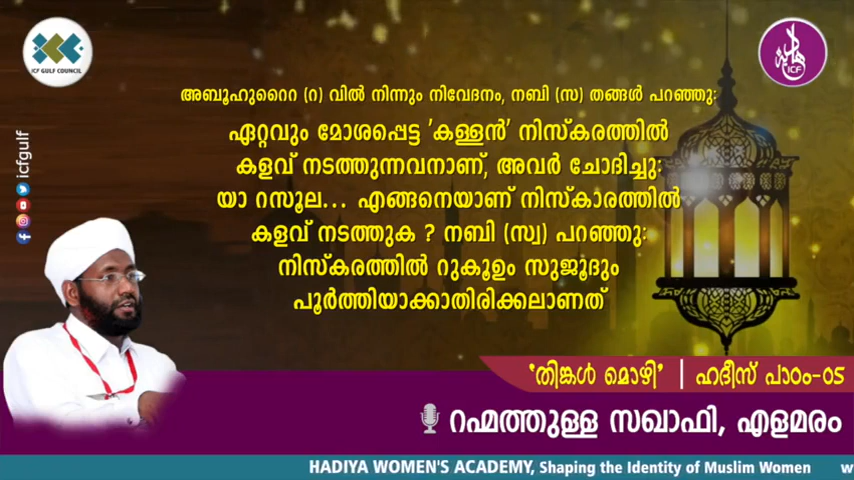 ICF GULF COUNCIL
ICF
icfgulf
അബൂഹുറൈറ (റ) വിൽ നിന്നും നിവേദനം, നബി (സ) തങ്ങൾ പറഞ്ഞു:
ഏറ്റവും മോശപ്പെട്ട 'കള്ളൻ' നിസ്കരത്തിൽ
കളവ് നടത്തുന്നവനാണ്, അവർ ചോദിച്ചു:
യാ റസൂല... എങ്ങനെയാണ് നിസ്കാരത്തിൽ
കളവ് നടത്തുക ? നബി (സ്വ) പറഞ്ഞു:
നിസ്കരത്തിൽ റുകൂഉം സുജൂദും
പൂർത്തിയാക്കാതിരിക്കലാണത്
'തിങ്കൾ മൊഴി' | ഹദീസ് പാഠം-05
റഹ്മത്തുള്ള സഖാഫി, എളമരം
HADIYA WOMEN'S ACADEMY, Shaping the Identity of Muslim Women w